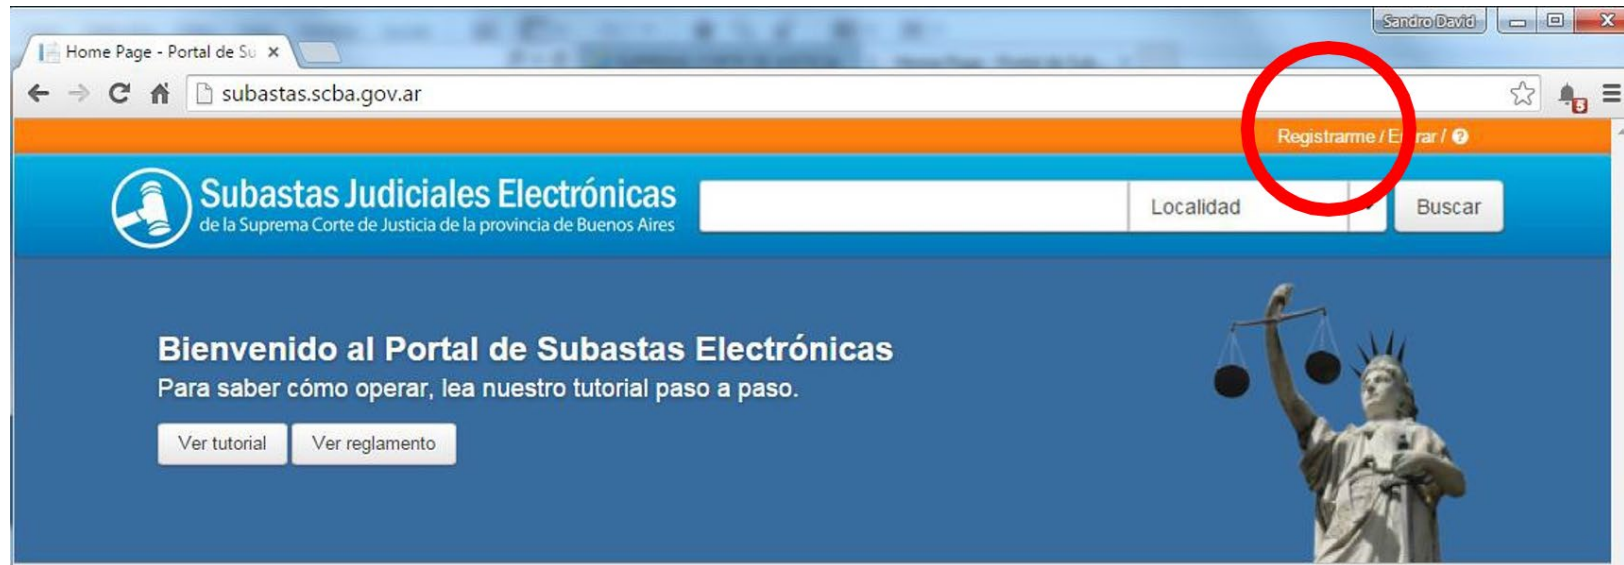 Sandro David
Home Page - Portal de Su
subastas.scba.gov.ar
5
Registrarme / Entrar / ?
Subastas Judiciales Electrónicas
de la Suprema Corte de Justicia de la provincia de Buenos Aires
Localidad
Buscar
Bienvenido al Portal de Subastas Electrónicas
Para saber cómo operar, lea nuestro tutorial paso a paso.
Ver tutorial
Ver reglamento